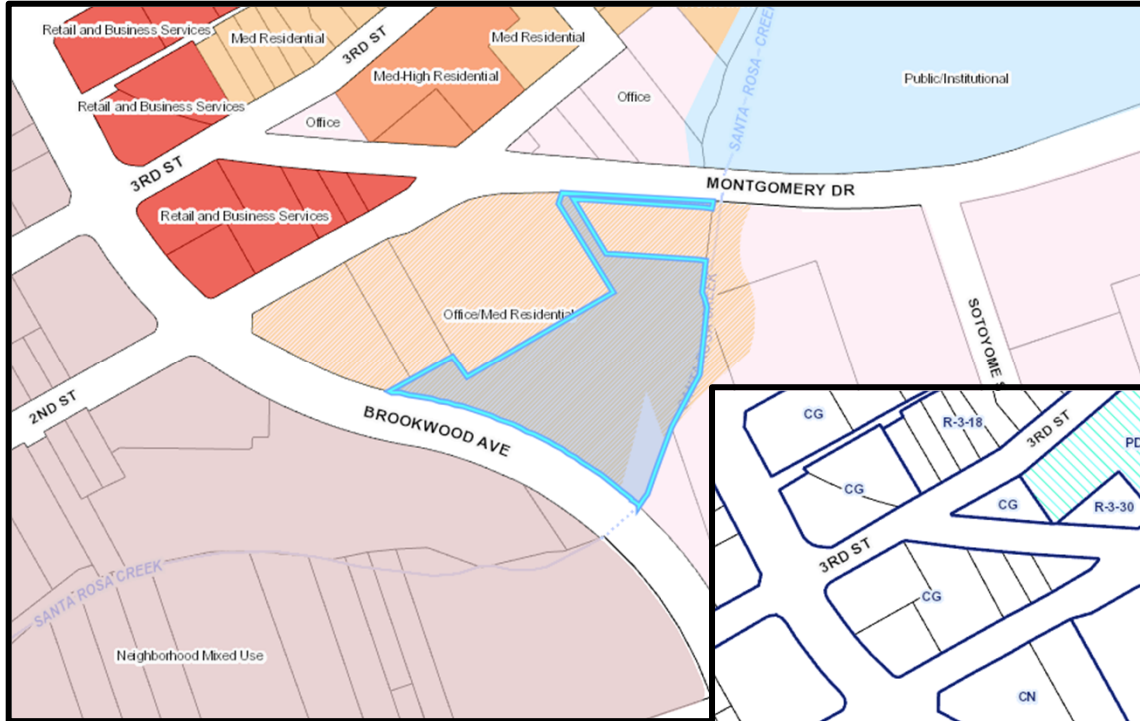 Retail and Business Services
Med Residential
3RD ST
Med Residential
Med-High Residential
Retail and Business Services
Office
Office
SANTA ROSA CREEK
Public/Institutional
3RD ST
MONTGOMERY DR
Retail and Business Services
Office/Med Residential
SOTOYOME
2ND ST
BROOKWOOD AVE
SANTA ROSA CREEK
Neighborhood Mixed Use
CG
R-3-18
3RD ST
PD
CG
CG
R-3-30
3RD ST
CG
CN